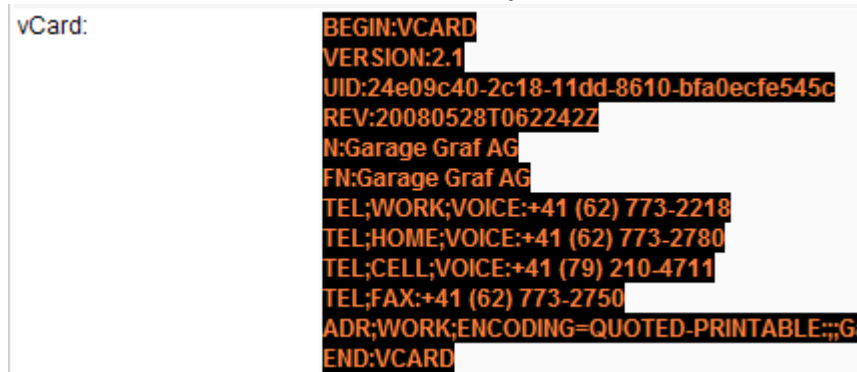 vCard:
BEGIN:VCARD
VERSION:2.1
UID:24e09c40-2c18-11dd-8610-bfa0ecfe545c
REV:20080528T062242Z
N:Garage Graf AG
FN:Garage Graf AG
TEL;WORK;VOICE:+41 (62) 773-2218
TEL;HOME;VOICE:+41 (62) 773-2780
TEL;CELL;VOICE:+41 (79) 210-4711
TEL;FAX:+41 (62) 773-2750
ADR;WORK;ENCODING=QUOTED-PRINTABLE:;;;G
END:VCARD